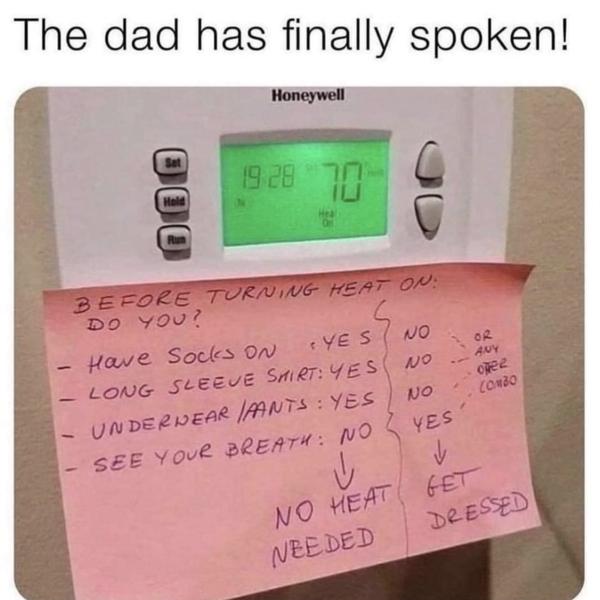 The dad has finally spoken!
Honeywell
Set
Hold
Run
19:28 70
Heat
On
BEFORE TURNING HEAT ON:
DO YOU?
- Have Socks ON : YES NO OR
- LONG SLEEVE SHIRT: YES NO ANY
- UNDERWEAR /PANTS : YES NO COMBO
- SEE YOUR BREATH: NO YES
NO HEAT GET
NEEDED DRESSED